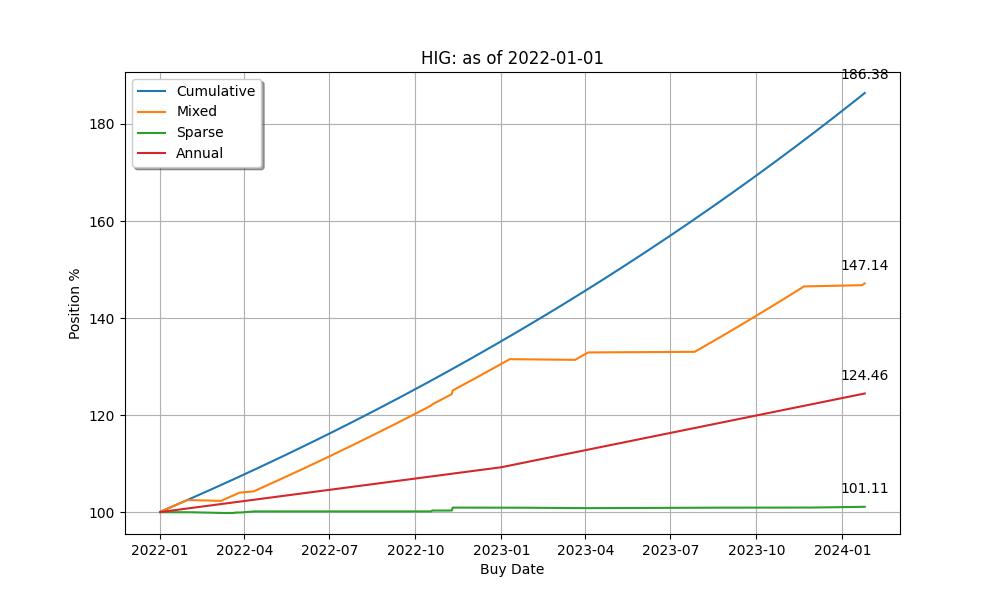 HIG: as of 2022-01-01
Cumulative
Mixed
Sparse
Annual
186.38
147.14
124.46
101.11
180
160
140
120
100
Position %
2022-01 2022-04 2022-07 2022-10 2023-01 2023-04 2023-07 2023-10 2024-01
Buy Date